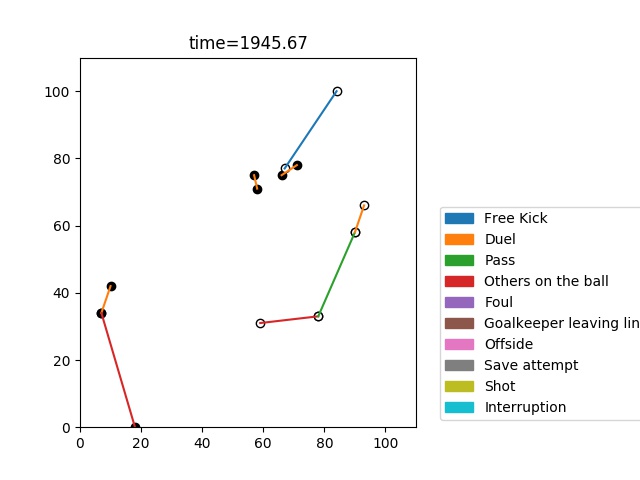 time=1945.67
100
80
60
40
20
0
0 20 40 60 80 100
Free Kick
Duel
Pass
Others on the ball
Foul
Goalkeeper leaving lin
Offside
Save attempt
Shot
Interruption